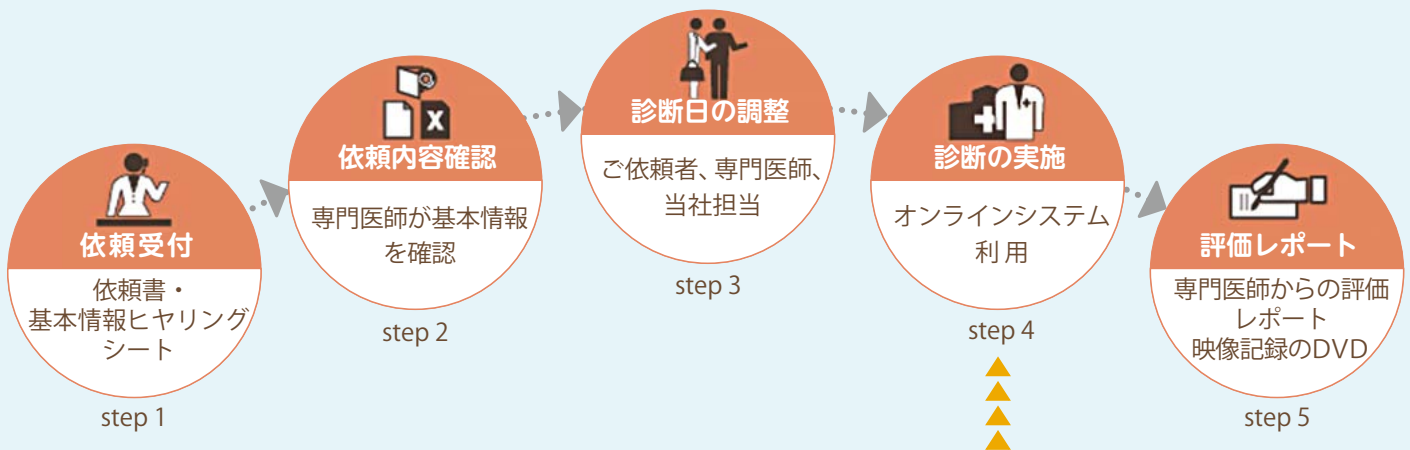 依頼受付
依頼書・
基本情報ヒヤリング
シート
step 1
依頼内容確認
専門医師が基本情報
を確認
step 2
診断日の調整
ご依頼者、専門医師、
当社担当
step 3
診断の実施
オンラインシステム
利用
step 4
評価レポート
専門医師からの評価
レポート
映像記録のDVD
step 5
X